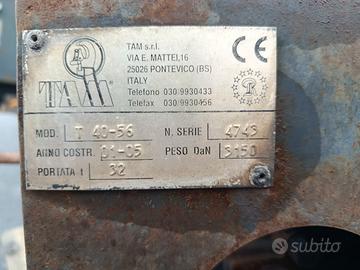 TAM s.r.l.
VIA E. MATTEI,16
25026 PONTEVICO (BS)
ITALY
Telefono 030-9930433
Telefax 030-9930456
TAM ®
CE
MOD. T 40-56 N. SERIE 4743
ANNO COSTR. 01-05 PESO DaN 3150
PORTATA t 32
subito